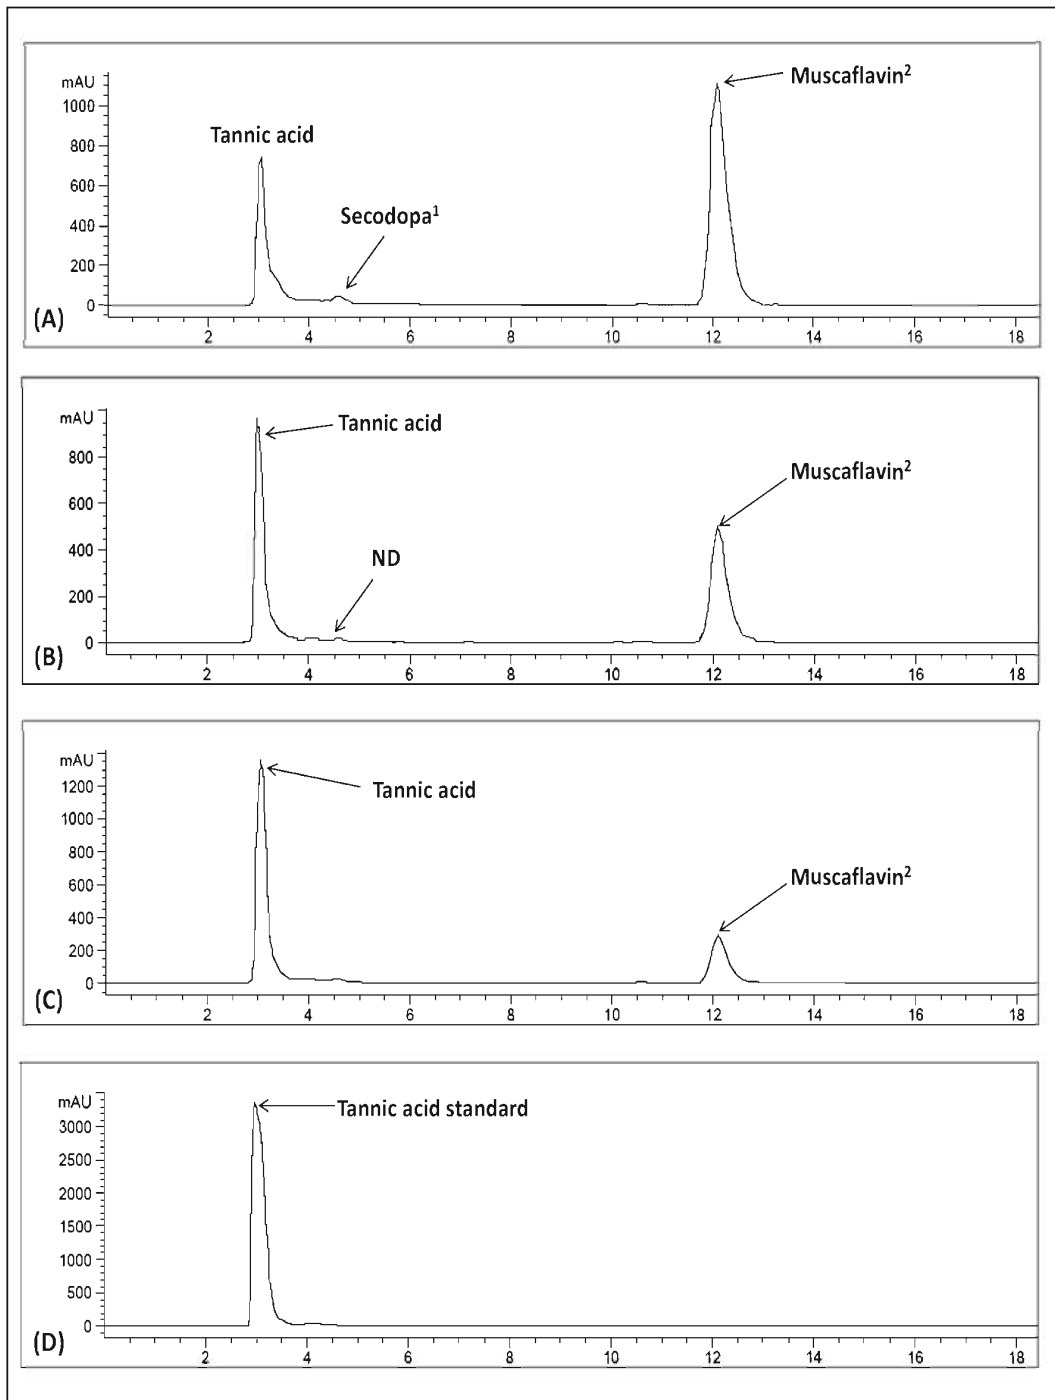 mAU
Muscaflavin²
1000
Tannic acid
800
600
Secodopa¹
400
200
0
(A)
2 4 6 8 10 12 14 16 18
mAU
Tannic acid
800
Muscaflavin²
600
400
ND
200
0
(B)
2 4 6 8 10 12 14 16 18
mAU
1200
Tannic acid
1000
800
Muscaflavin²
600
400
200
0
(C)
2 4 6 8 10 12 14 16 18
mAU
Tannic acid standard
3000
2500
2000
1500
1000
500
0
(D)
2 4 6 8 10 12 14 16 18